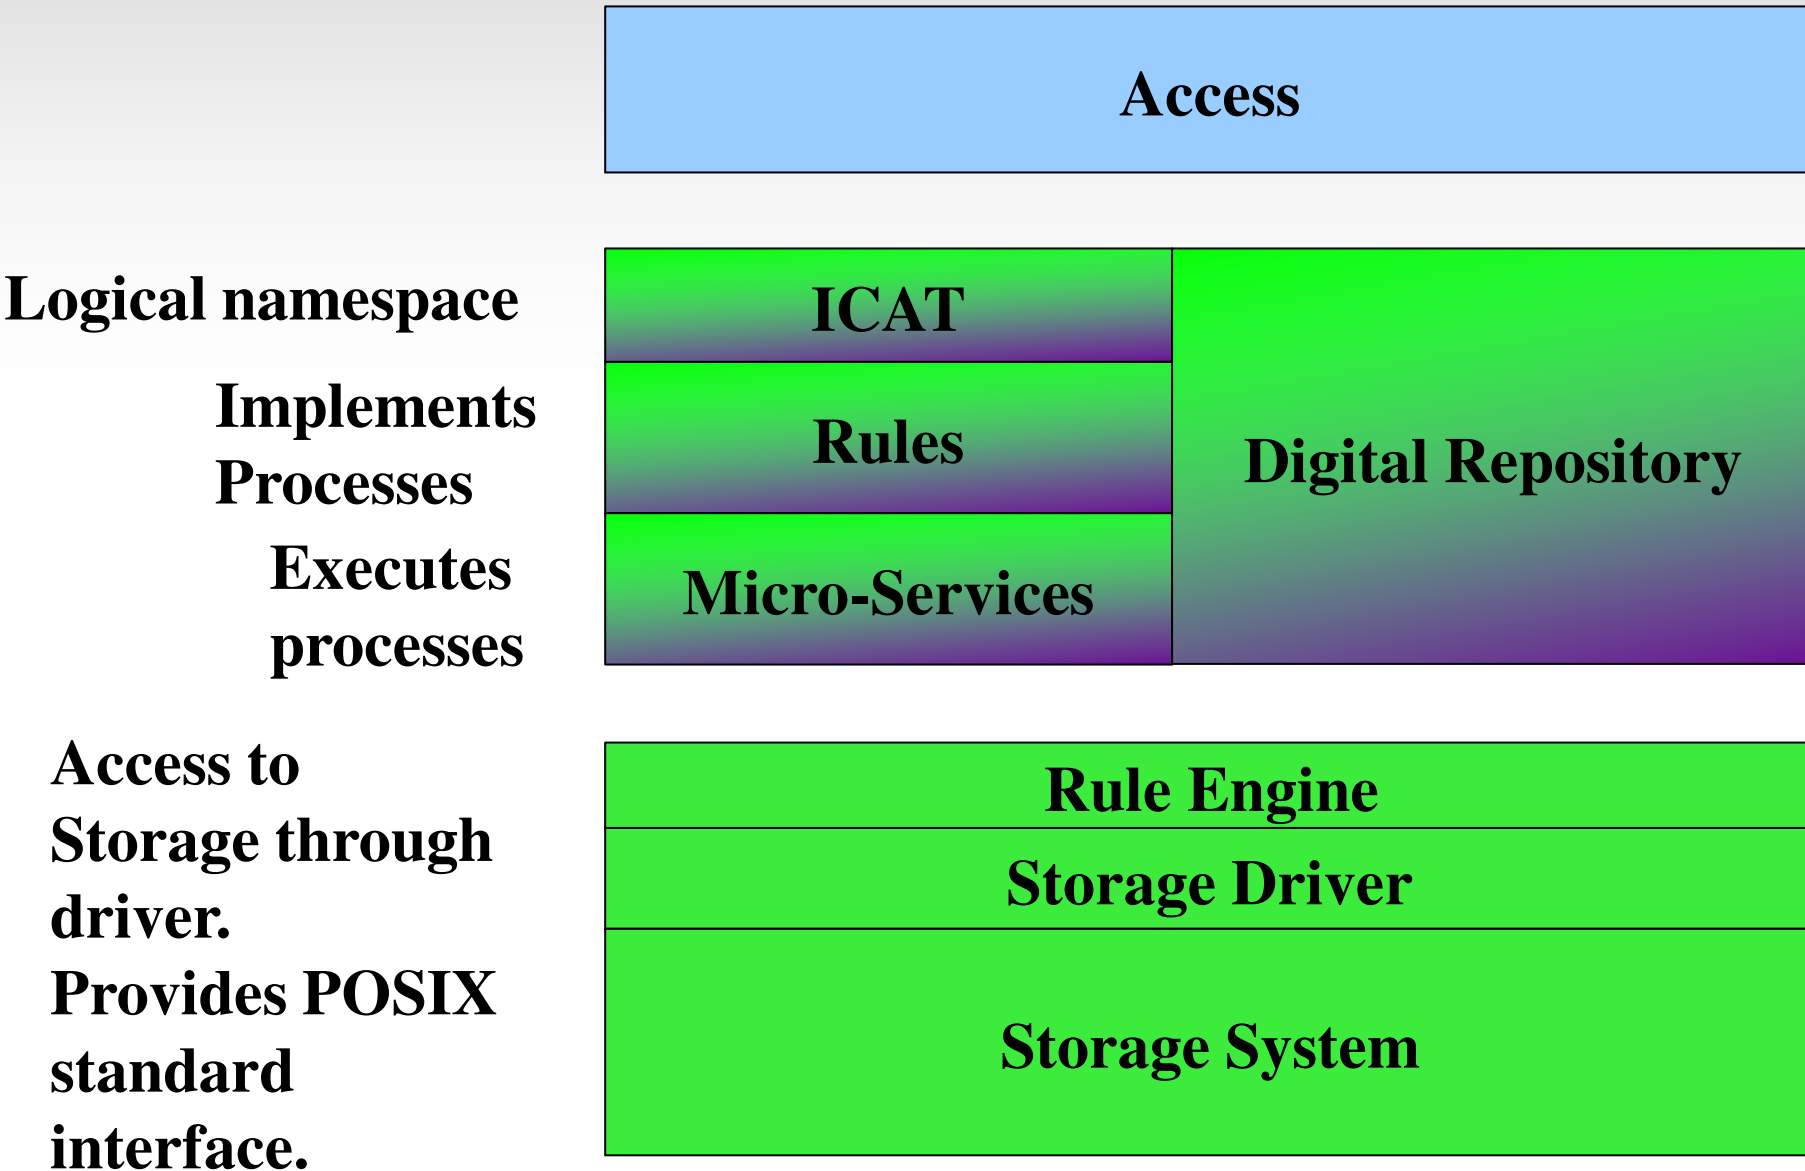 Access
Logical namespace
ICAT
Implements
Processes
Rules
Digital Repository
Executes
processes
Micro-Services
Access to
Storage through
driver.
Provides POSIX
standard
interface.
Rule Engine
Storage Driver
Storage System